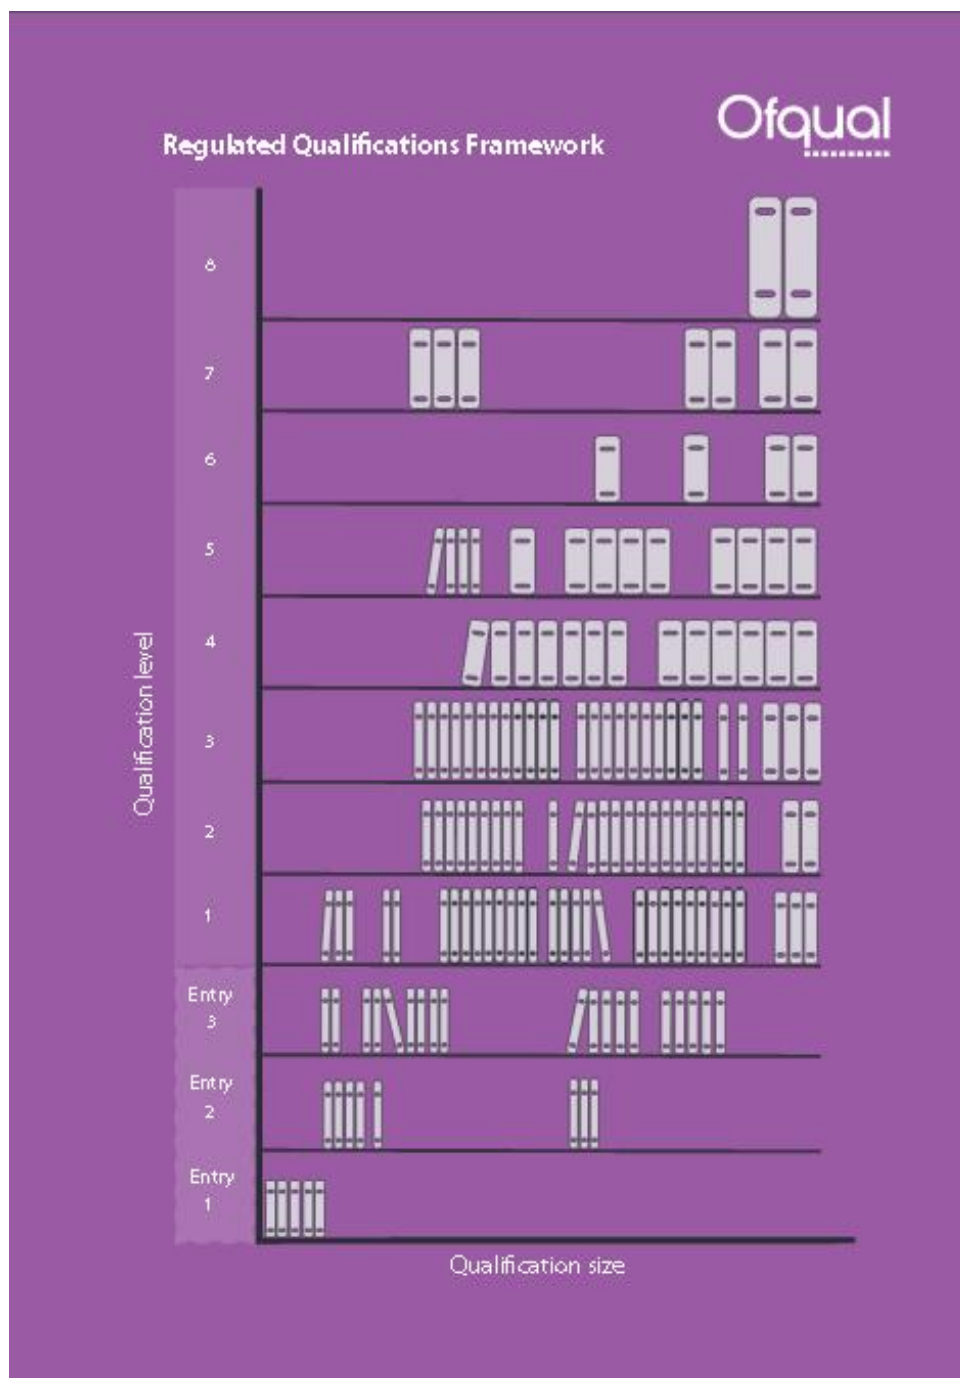 Ofqual
Regulated Qualifications Framework
8
7
6
5
4
3
2
1
Entry
3
Entry
2
Entry
1
Qualification level
Qualification size